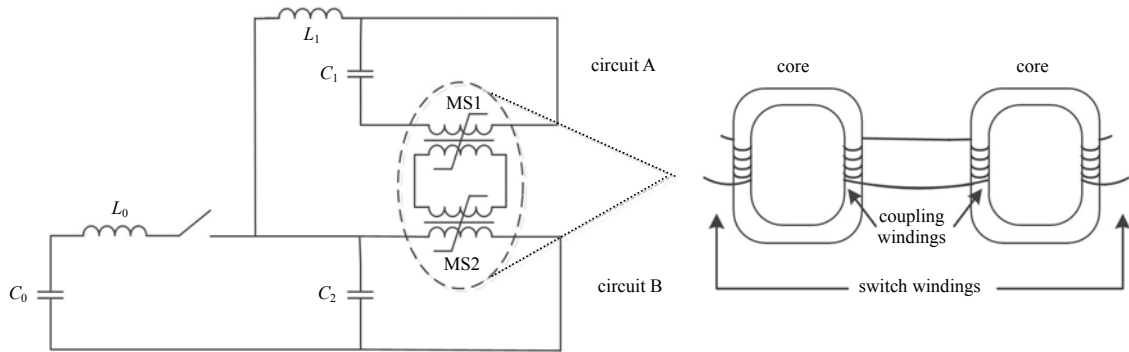 L1
C1
circuit A
MS1
L0
MS2
C0
C2
circuit B
core
core
coupling
windings
switch windings